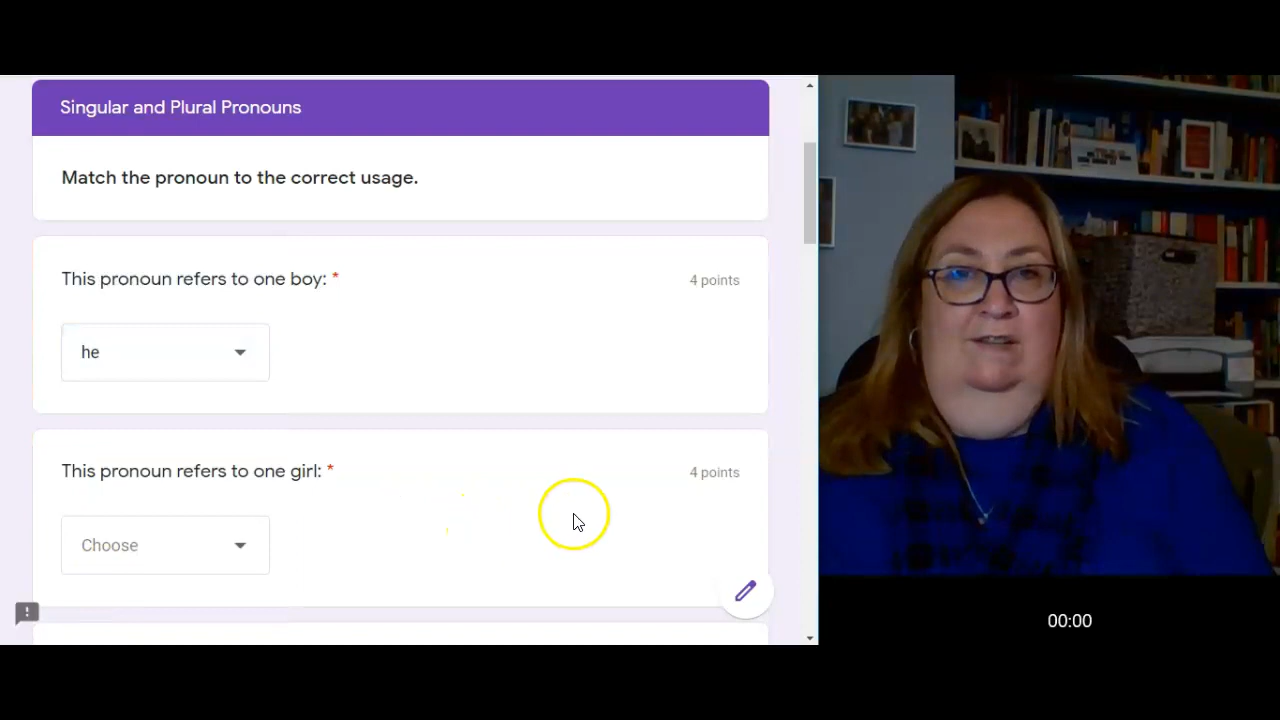 Singular and Plural Pronouns
Match the pronoun to the correct usage.
This pronoun refers to one boy: *
4 points
he
This pronoun refers to one girl: *
4 points
Choose
00:00